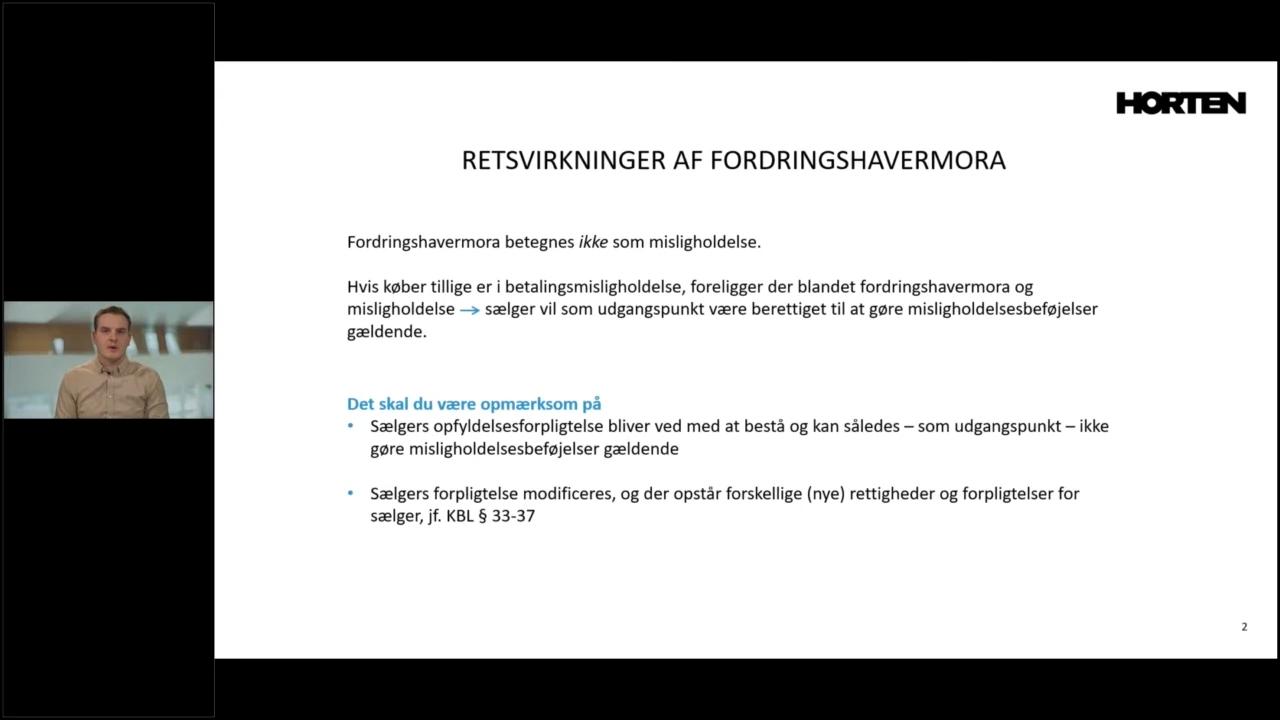 HORTEN
RETSVIRKNINGER AF FORDRINGSHAVERMORA
Fordringshavermora betegnes ikke som misligholdelse.
Hvis køber tillige er i betalingsmisligholdelse, foreligger der blandet fordringshavermora og
misligholdelse → sælger vil som udgangspunkt være berettiget til at gøre misligholdelsesbeføjelser
gældende.
Det skal du være opmærksom på
• Sælgers opfyldelsesforpligtelse bliver ved med at bestå og kan således – som udgangspunkt – ikke
gøre misligholdelsesbeføjelser gældende
• Sælgers forpligtelse modificeres, og der opstår forskellige (nye) rettigheder og forpligtelser for
sælger, jf. KBL § 33-37
2